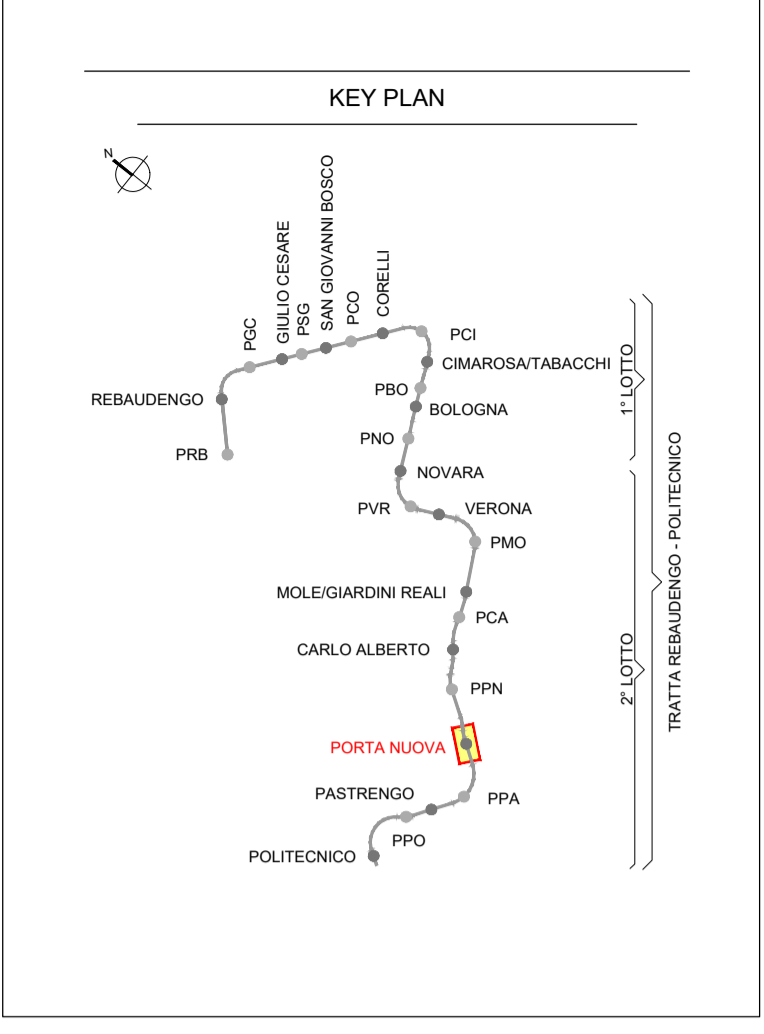 KEY PLAN
N
PGC
GIULIO CESARE
PSG
SAN GIOVANNI BOSCO
PCO
CORELLI
PCI
CIMAROSA/TABACCHI
REBAUDENGO
PBO
BOLOGNA
PRB
PNO
NOVARA
PVR
VERONA
PMO
MOLE/GIARDINI REALI
PCA
CARLO ALBERTO
PPN
PORTA NUOVA
PASTRENGO
PPA
PPO
POLITECNICO
1° LOTTO
2° LOTTO
TRATTA REBAUDENGO - POLITECNICO